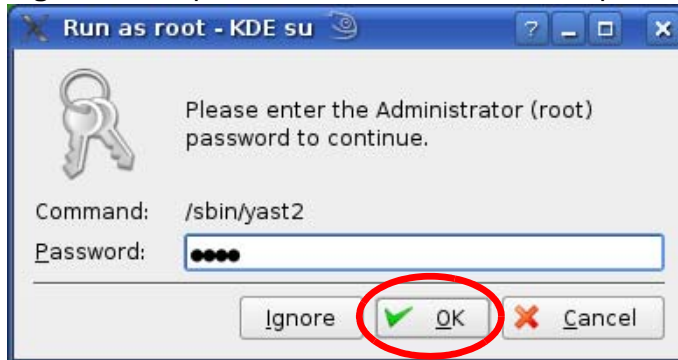 Run as root - KDE su
Please enter the Administrator (root)
password to continue.
Command: /sbin/yast2
Password: ●●●●
Ignore OK Cancel